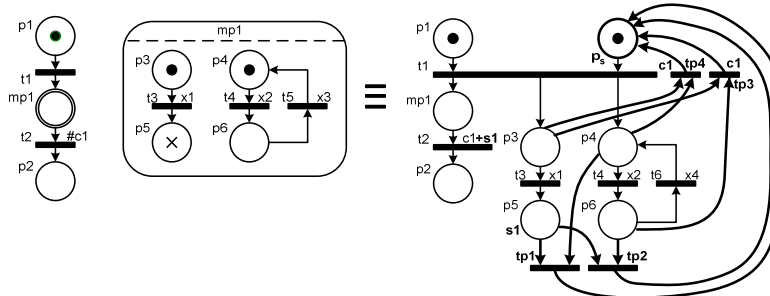 p1
t1
mp1
t2 #c1
p2
mp1
p3 p4
t3 x1 t4 x2 t5 x3
p5 p6
p1
ps
t1
c1 tp4 c1
tp3
mp1
t2 c1+s1
p2
p3 p4
t3 x1 t4 x2 t6 x4
p5 p6
s1
tp1 tp2